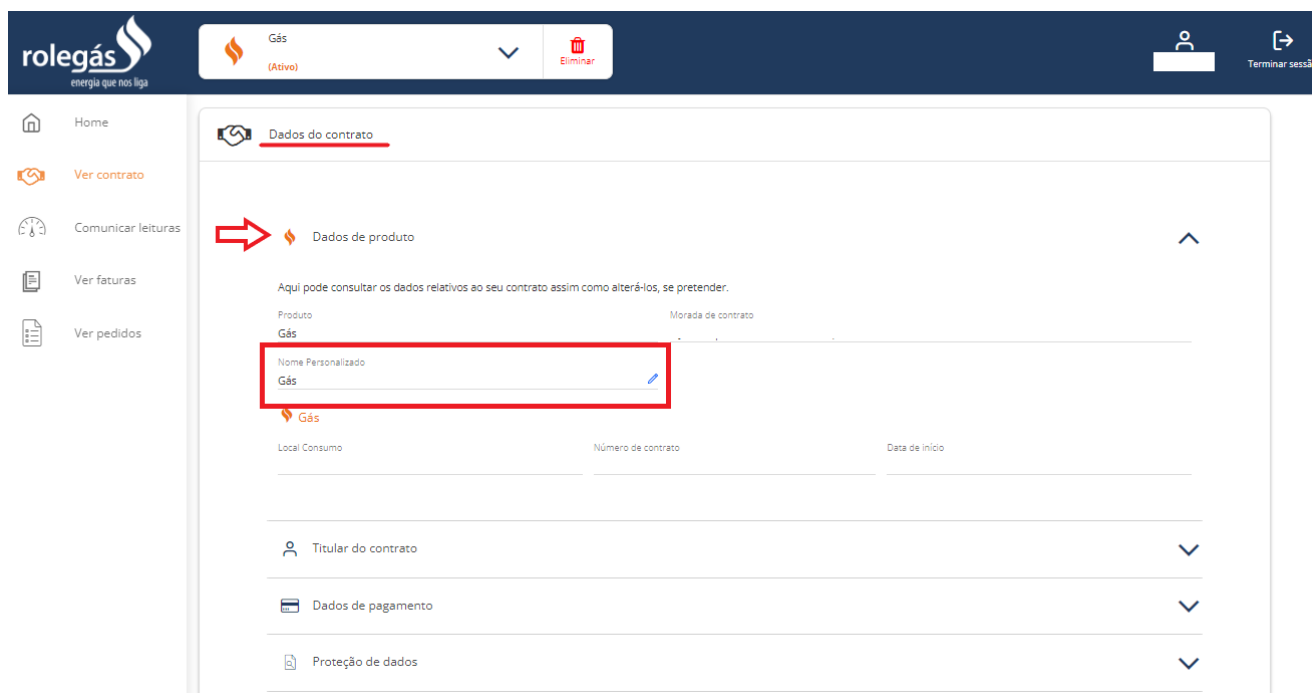 rolegás
energia que nos liga
Gás
(Ativo)
Eliminar
Terminar sessã
Home
Ver contrato
Comunicar leituras
Ver faturas
Ver pedidos
Dados do contrato
Dados de produto
Aqui pode consultar os dados relativos ao seu contrato assim como alterá-los, se pretender.
Produto
Morada de contrato
Gás
Nome Personalizado
Gás
Gás
Local Consumo
Número de contrato
Data de início
Titular do contrato
Dados de pagamento
Proteção de dados